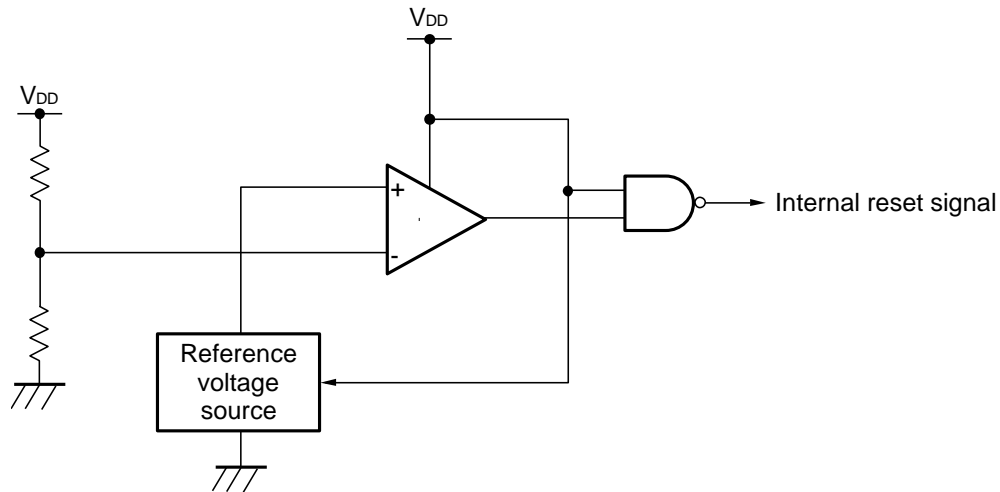 VDD
VDD
+
-
Internal reset signal
Reference
voltage
source